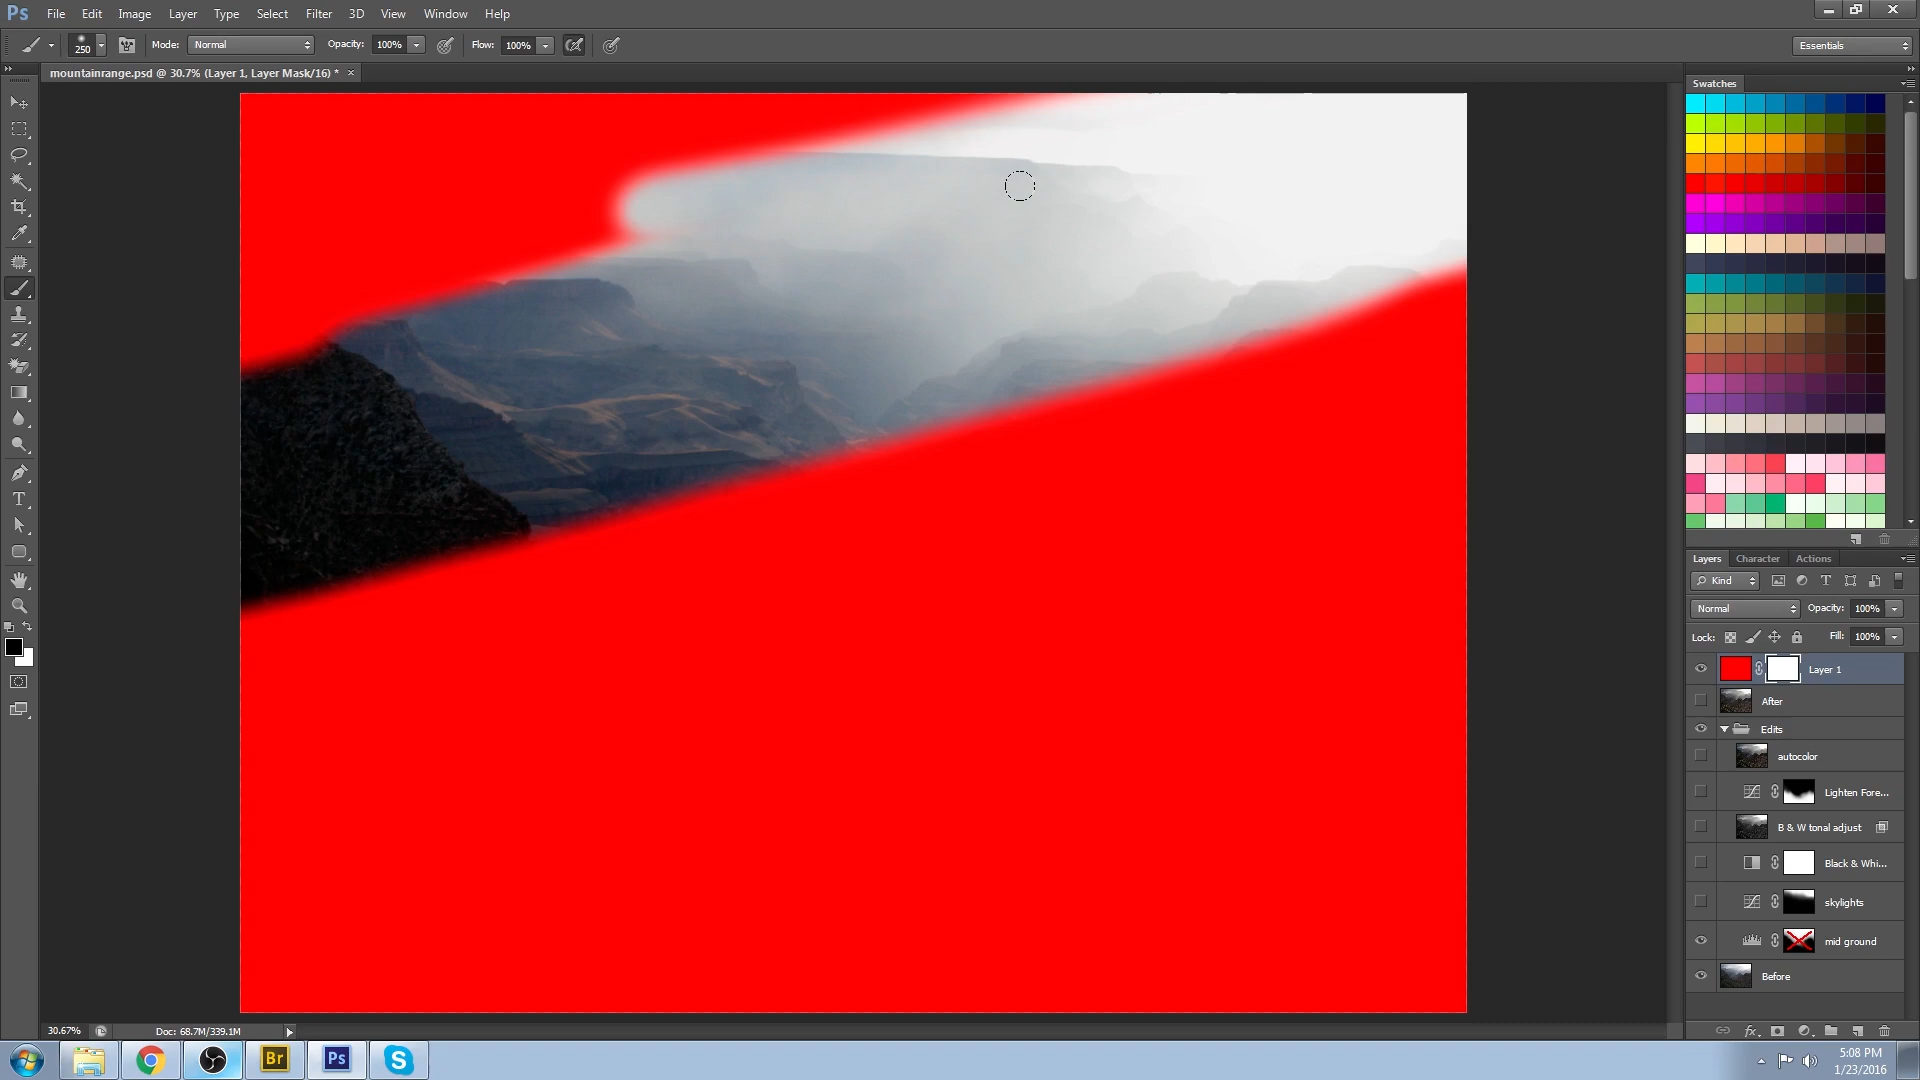 Ps File Edit Image Layer Type Select Filter 3D View Window Help
250 Mode: Normal Opacity: 100% Flow: 100% Essentials
mountainrange.psd @ 30.7% (Layer 1, Layer Mask/16) * ×
Swatches
Layers Character Actions
Kind
Normal Opacity: 100%
Lock: Fill: 100%
Layer 1
After
Edits
autocolor
Lighten Fore...
B & W tonal adjust
Black & Whi...
skylights
mid ground
Before
30.67% Doc: 68.7M/339.1M
Br Ps S
5:08 PM
1/23/2016